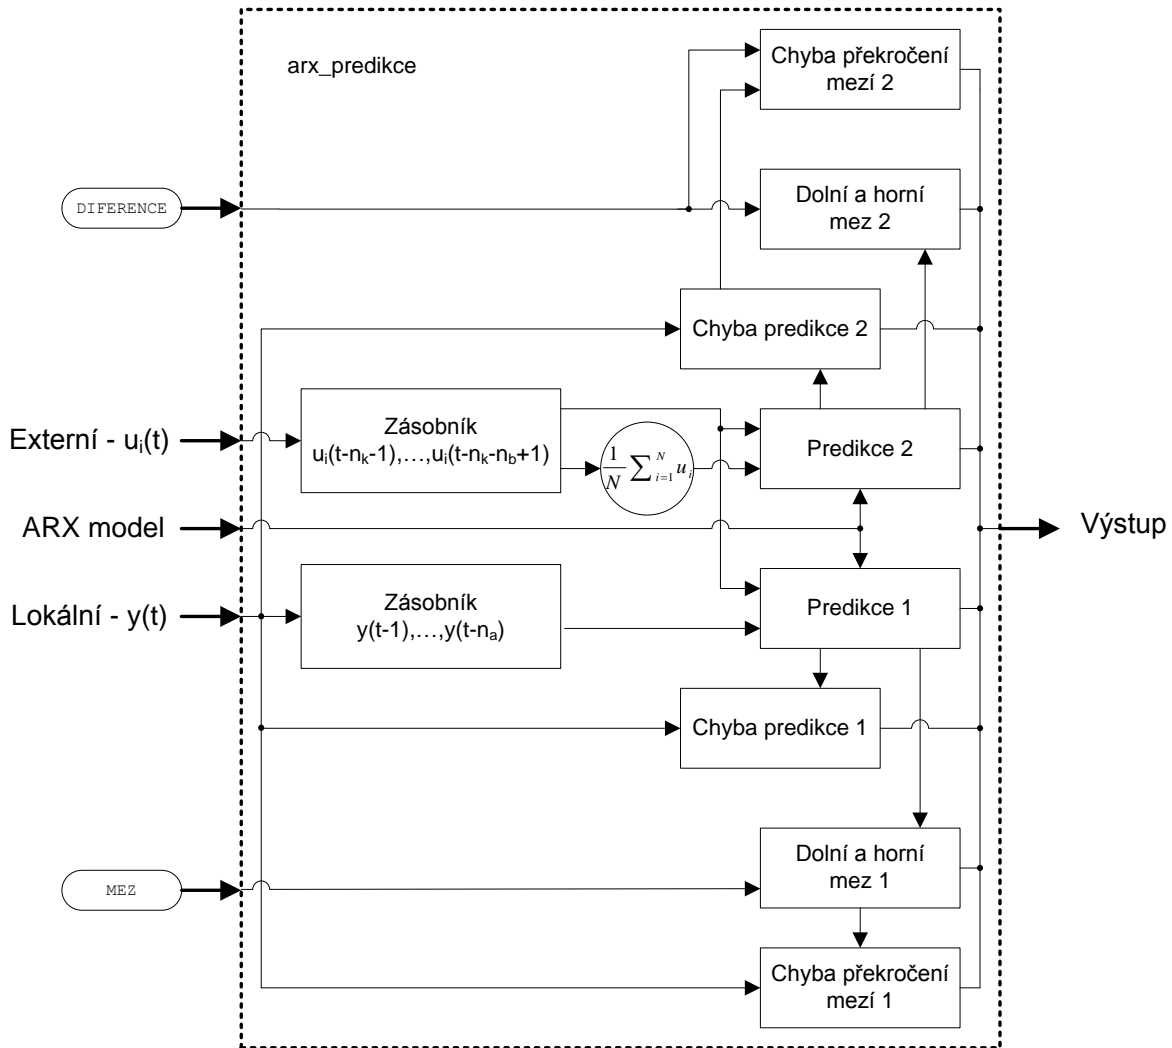 arx_predikce
Chyba překročení
mezí 2
DIFERENCE
Dolní a horní
mez 2
Chyba predikce 2
Externí - uᵢ(t)
Zásobník
uᵢ(t-nₖ-1),…,uᵢ(t-nₖ-n_b+1)
1/N ∑ᵢ₌₁ᴺ uᵢ
Predikce 2
ARX model
Výstup
Lokální - y(t)
Zásobník
y(t-1),…,y(t-nₐ)
Predikce 1
Chyba predikce 1
MEZ
Dolní a horní
mez 1
Chyba překročení
mezí 1